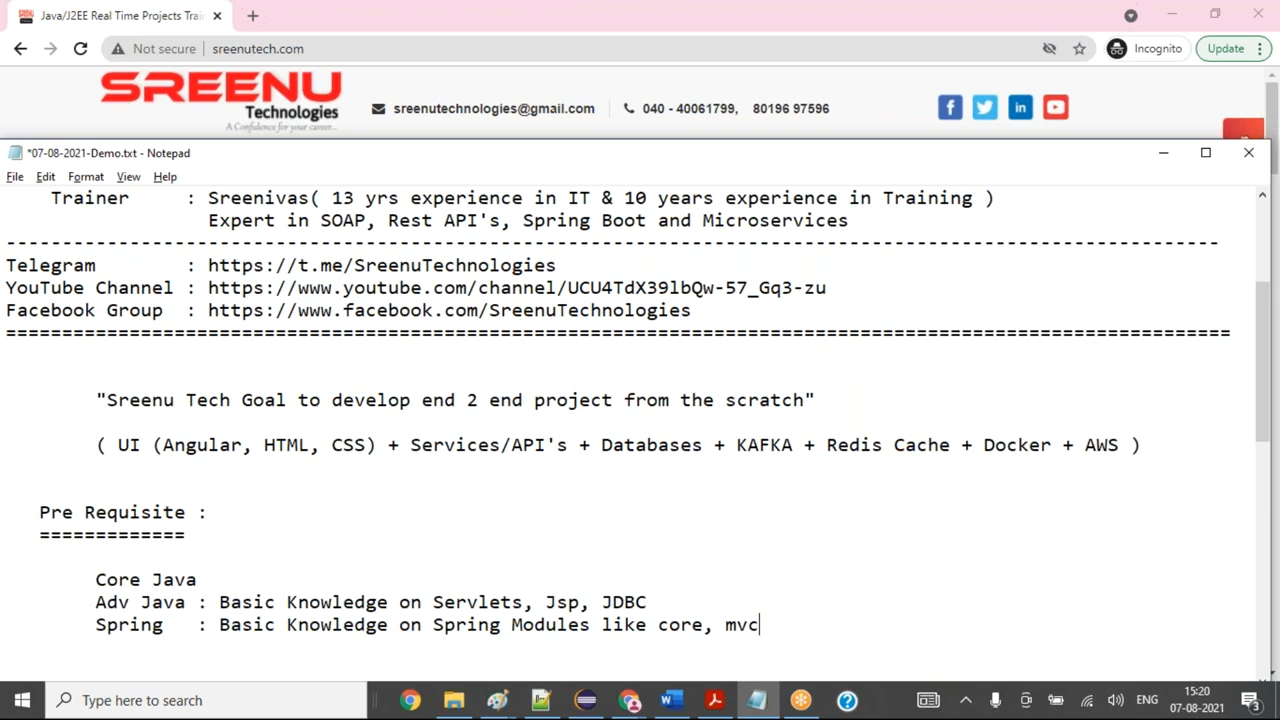 Java/J2EE Real Time Projects Trai
Not secure
sreenutech.com
Incognito
Update
SREENU
Technologies
A Confidence for your career...
sreenutechnologies@gmail.com
040 - 40061799, 80196 97596
*07-08-2021-Demo.txt - Notepad
File Edit Format View Help
Trainer : Sreenivas( 13 yrs experience in IT & 10 years experience in Training )
Expert in SOAP, Rest API's, Spring Boot and Microservices
------------------------------------------------------------------------------------------------------------
Telegram : https://t.me/SreenuTechnologies
YouTube Channel : https://www.youtube.com/channel/UCU4TdX39lbQw-57_Gq3-zu
Facebook Group : https://www.facebook.com/SreenuTechnologies
=============================================================================================================
"Sreenu Tech Goal to develop end 2 end project from the scratch"
( UI (Angular, HTML, CSS) + Services/API's + Databases + KAFKA + Redis Cache + Docker + AWS )
Pre Requisite :
=============
Core Java
Adv Java : Basic Knowledge on Servlets, Jsp, JDBC
Spring : Basic Knowledge on Spring Modules like core, mvc
Type here to search
ENG
15:20
07-08-2021
3